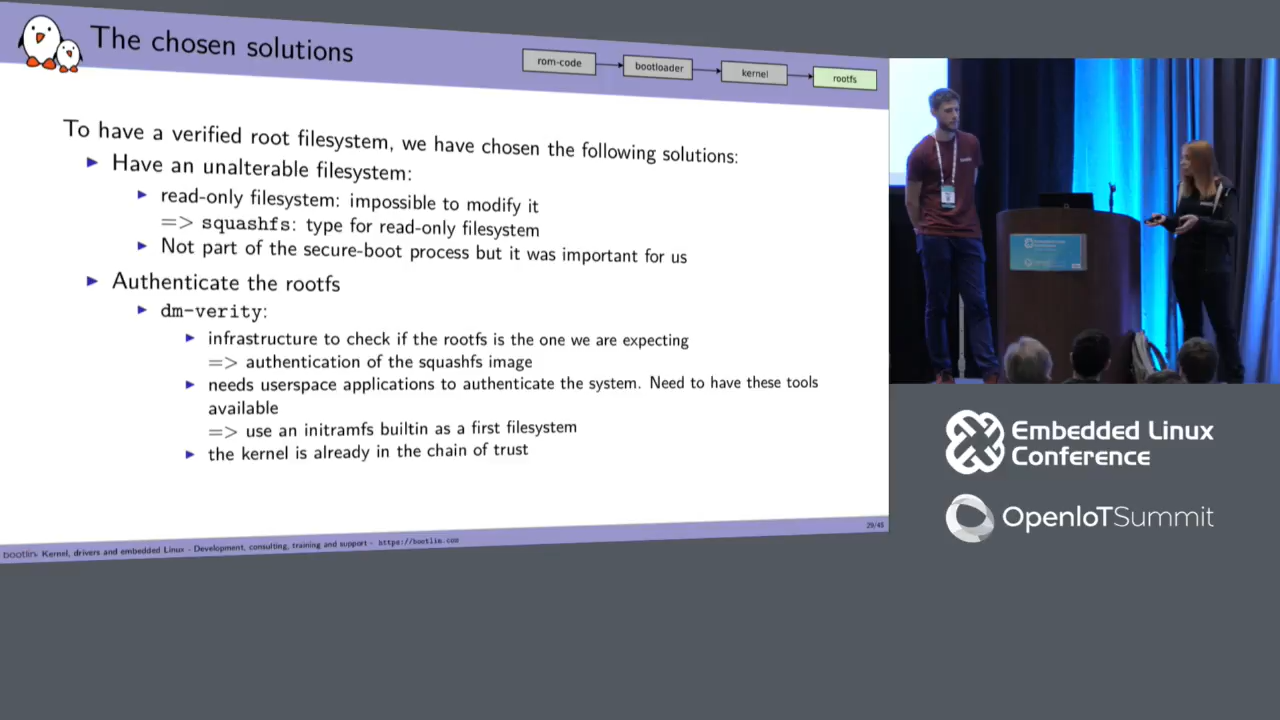 The chosen solutions
rom-code
bootloader
kernel
rootfs
To have a verified root filesystem, we have chosen the following solutions:
Have an unalterable filesystem:
read-only filesystem: impossible to modify it
=> squashfs: type for read-only filesystem
Not part of the secure-boot process but it was important for us
Authenticate the rootfs
dm-verity:
infrastructure to check if the rootfs is the one we are expecting
=> authentication of the squashfs image
needs userspace applications to authenticate the system. Need to have these tools
available
=> use an initramfs builtin as a first filesystem
the kernel is already in the chain of trust
29/45
bootlin - Kernel, drivers and embedded Linux - Development, consulting, training and support - https://bootlin.com
Embedded Linux
Conference
OpenIoTSummit